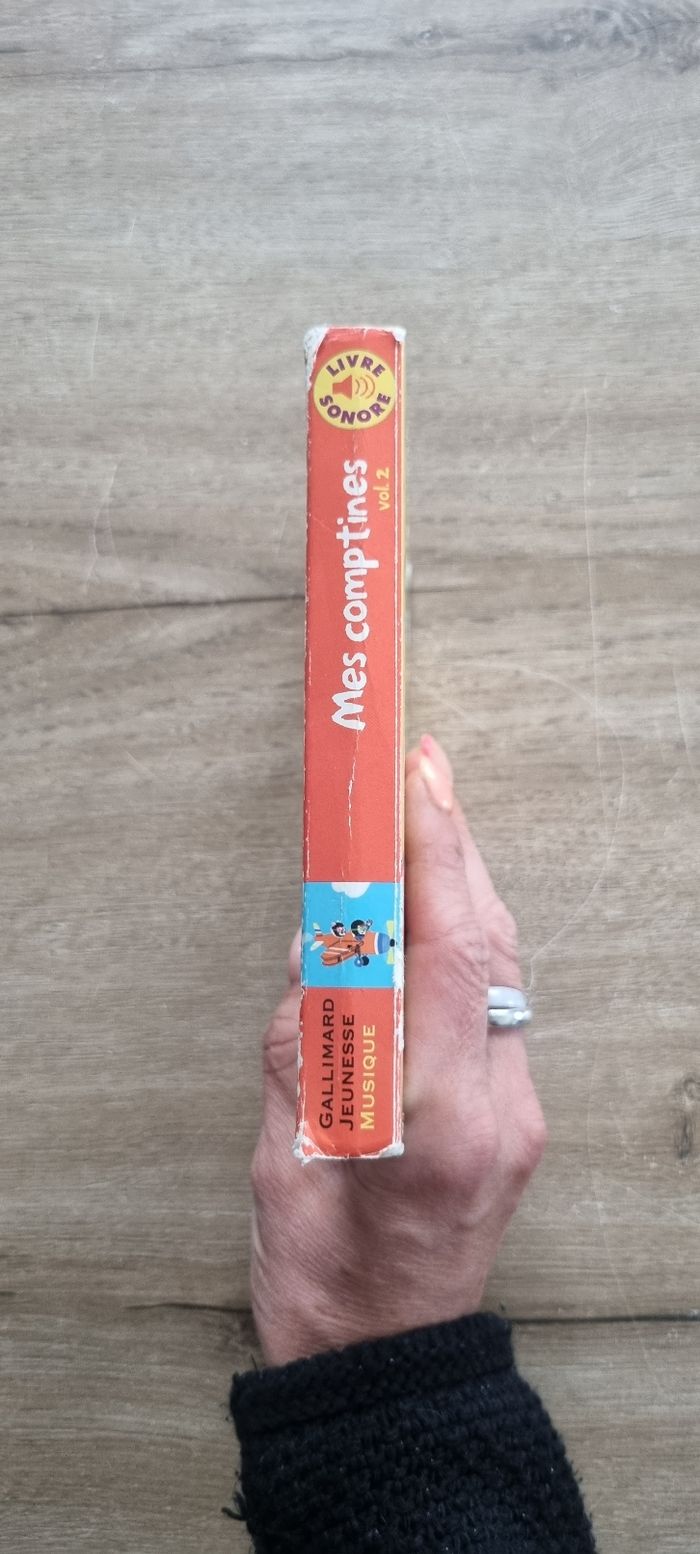 LIVRE
SONORE
Mes comptines
vol. 2
GALLIMARD
JEUNESSE
MUSIQUE